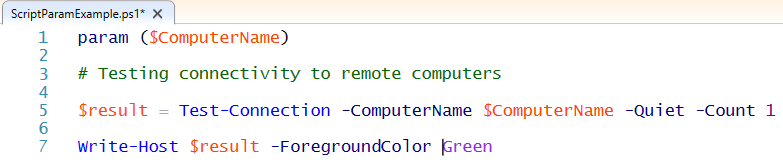 ScriptParamExample.ps1* X
1 param ($ComputerName)
2
3 # Testing connectivity to remote computers
4
5 $result = Test-Connection -ComputerName $ComputerName -Quiet -Count 1
6
7 Write-Host $result -ForegroundColor Green